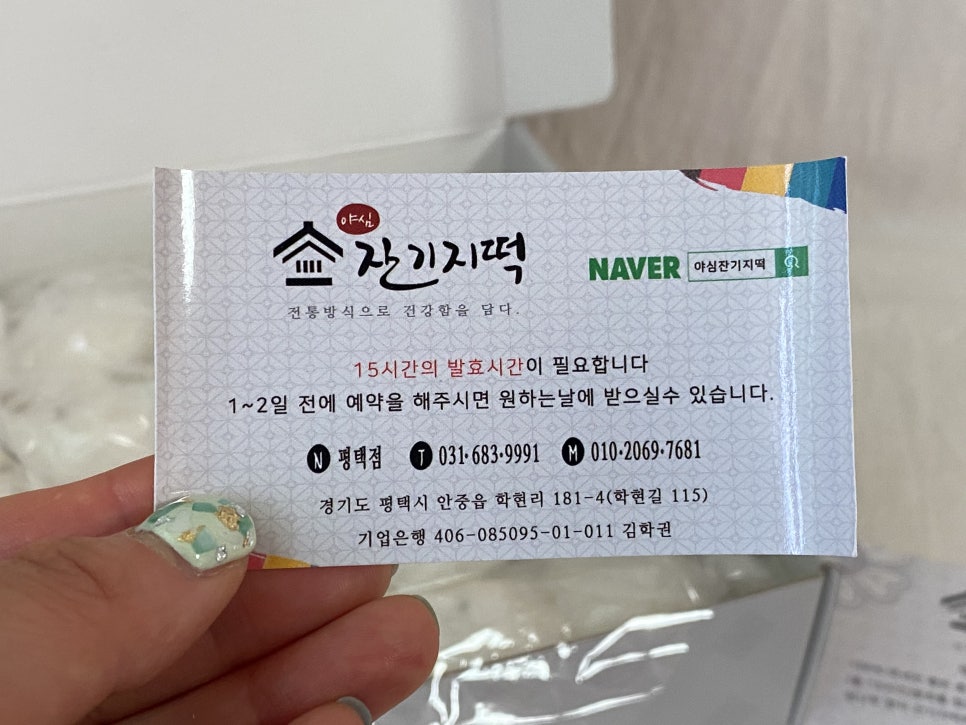 야심
잔기지떡
전통방식으로 건강함을 담다.
NAVER 야심잔기지떡
15시간의 발효시간이 필요합니다
1~2일 전에 예약을 해주시면 원하는날에 받으실수 있습니다.
N 평택점 T 031·683·9991 M 010·2069·7681
경기도 평택시 안중읍 학현리 181-4(학현길 115)
기업은행 406-085095-01-011 김학권